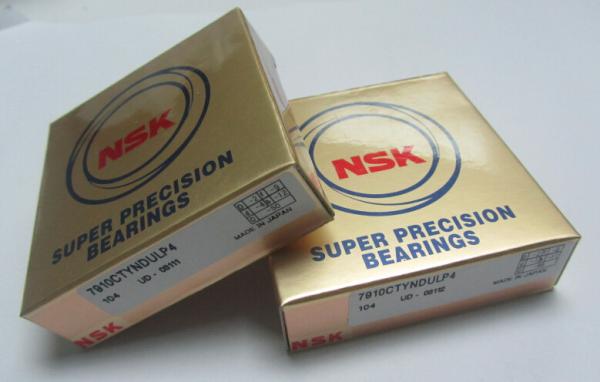 NSK
SUPER PRECISION
BEARINGS
MADE IN JAPAN
7910CTYNDULP4
104 UD - 08111
NSK
NSK
SUPER PRECISION
BEARINGS
MADE IN JAPAN
7910CTYNDULP4
104 UD - 08112
NSK